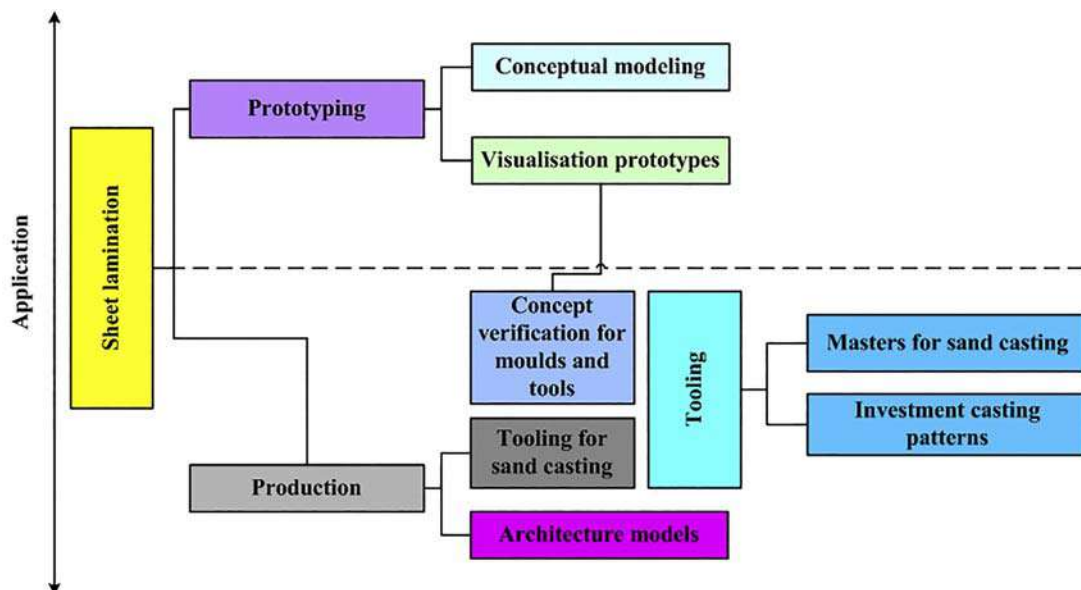 Application
Sheet lamination
Prototyping
Conceptual modeling
Visualisation prototypes
Concept
verification for
moulds and
tools
Tooling
Masters for sand casting
Investment casting
patterns
Tooling for
sand casting
Production
Architecture models